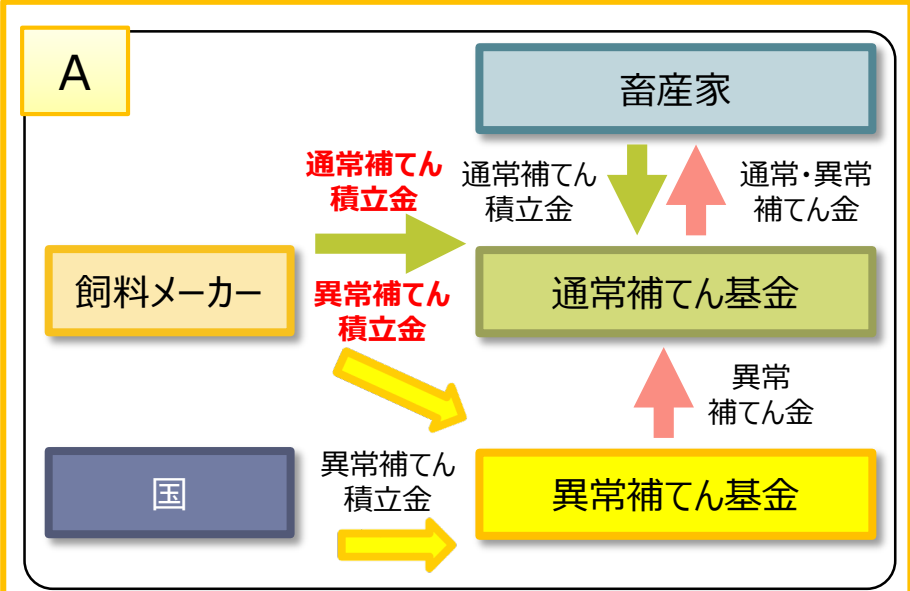 A
畜産家
通常補てん
積立金
通常補てん
積立金
通常・異常
補てん金
飼料メーカー
異常補てん
積立金
通常補てん基金
異常
補てん金
国
異常補てん
積立金
異常補てん基金